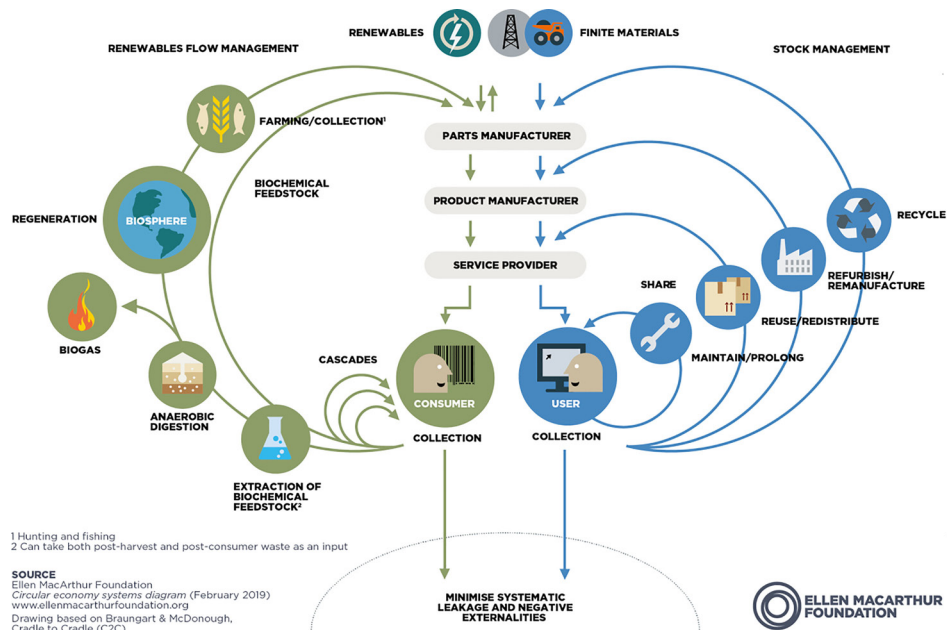 RENEWABLES
FINITE MATERIALS
RENEWABLES FLOW MANAGEMENT
STOCK MANAGEMENT
PARTS MANUFACTURER
FARMING/COLLECTION¹
BIOCHEMICAL
FEEDSTOCK
PRODUCT MANUFACTURER
REGENERATION
BIOSPHERE
RECYCLE
SERVICE PROVIDER
SHARE
REFURBISH/
REMANUFACTURE
REUSE/REDISTRIBUTE
BIOGAS
CASCADES
MAINTAIN/PROLONG
CONSUMER
USER
ANAEROBIC
DIGESTION
COLLECTION
COLLECTION
EXTRACTION OF
BIOCHEMICAL
FEEDSTOCK²
1 Hunting and fishing
2 Can take both post-harvest and post-consumer waste as an input
SOURCE
Ellen MacArthur Foundation
Circular economy systems diagram (February 2019)
www.ellenmacarthurfoundation.org
Drawing based on Braungart & McDonough,
Cradle to Cradle (C2C)
MINIMISE SYSTEMATIC
LEAKAGE AND NEGATIVE
EXTERNALITIES
ELLEN MACARTHUR
FOUNDATION